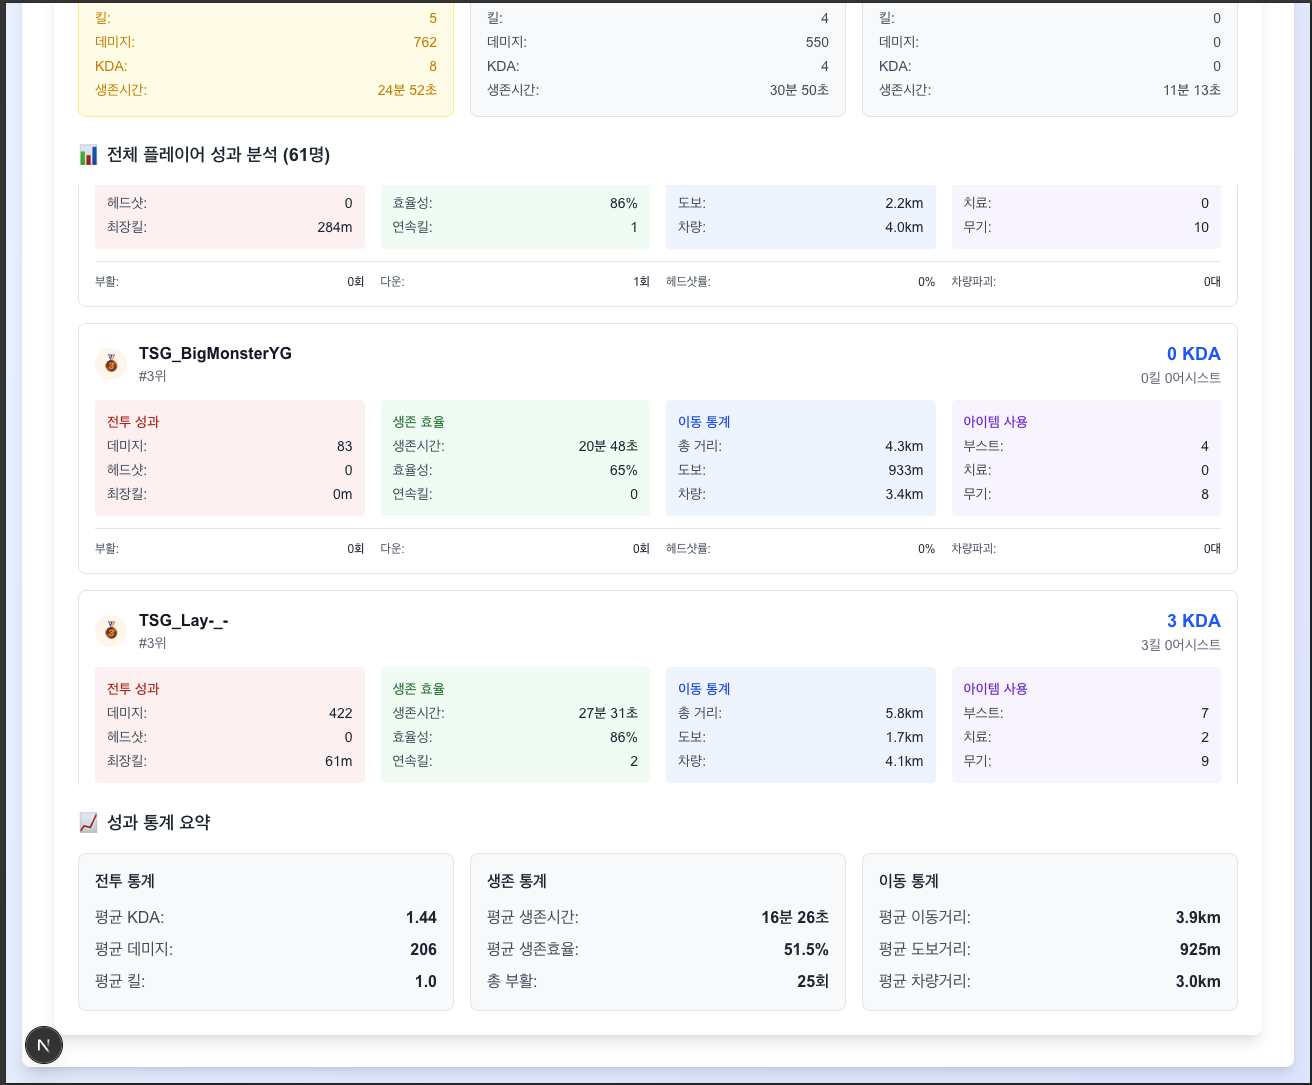 킬: 5
데미지: 762
KDA: 8
생존시간: 24분 52초
킬: 4
데미지: 550
KDA: 4
생존시간: 30분 50초
킬: 0
데미지: 0
KDA: 0
생존시간: 11분 13초
전체 플레이어 성과 분석 (61명)
헤드샷: 0
최장킬: 284m
효율성: 86%
연속킬: 1
도보: 2.2km
차량: 4.0km
치료: 0
무기: 10
부활: 0회 다운: 1회 헤드샷률: 0% 차량파괴: 0대
TSG_BigMonsterYG
#3위
0 KDA
0킬 0어시스트
전투 성과
데미지: 83
헤드샷: 0
최장킬: 0m
생존 효율
생존시간: 20분 48초
효율성: 65%
연속킬: 0
이동 통계
총 거리: 4.3km
도보: 933m
차량: 3.4km
아이템 사용
부스트: 4
치료: 0
무기: 8
부활: 0회 다운: 0회 헤드샷률: 0% 차량파괴: 0대
TSG_Lay-_-
#3위
3 KDA
3킬 0어시스트
전투 성과
데미지: 422
헤드샷: 0
최장킬: 61m
생존 효율
생존시간: 27분 31초
효율성: 86%
연속킬: 2
이동 통계
총 거리: 5.8km
도보: 1.7km
차량: 4.1km
아이템 사용
부스트: 7
치료: 2
무기: 9
성과 통계 요약
전투 통계
평균 KDA: 1.44
평균 데미지: 206
평균 킬: 1.0
생존 통계
평균 생존시간: 16분 26초
평균 생존효율: 51.5%
총 부활: 25회
이동 통계
평균 이동거리: 3.9km
평균 도보거리: 925m
평균 차량거리: 3.0km
N